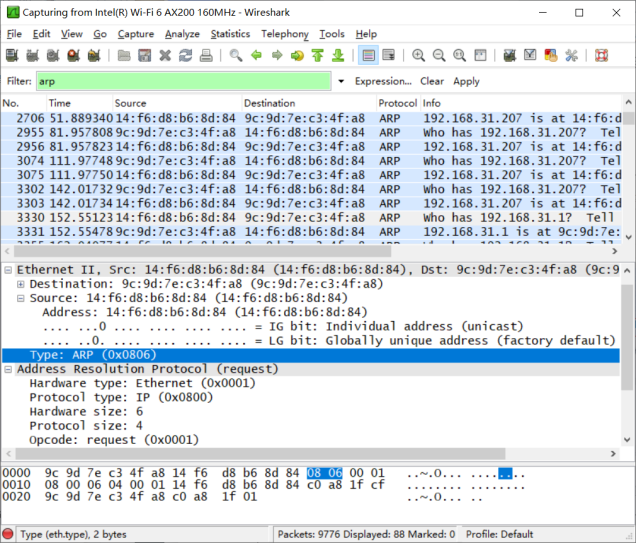 Capturing from Intel(R) Wi-Fi 6 AX200 160MHz - Wireshark
File Edit View Go Capture Analyze Statistics Telephony Tools Help
Filter: arp Expression... Clear Apply
No. Time Source Destination Protocol Info
2706 51.889340 14:f6:d8:b6:8d:84 9c:9d:7e:c3:4f:a8 ARP 192.168.31.207 is at 14:f6:d
2955 81.957808 9c:9d:7e:c3:4f:a8 14:f6:d8:b6:8d:84 ARP Who has 192.168.31.207? Tel
2956 81.957823 14:f6:d8:b6:8d:84 9c:9d:7e:c3:4f:a8 ARP 192.168.31.207 is at 14:f6:d
3074 111.97748 9c:9d:7e:c3:4f:a8 14:f6:d8:b6:8d:84 ARP Who has 192.168.31.207? Tel
3075 111.97750 14:f6:d8:b6:8d:84 9c:9d:7e:c3:4f:a8 ARP 192.168.31.207 is at 14:f6:d
3302 142.01732 9c:9d:7e:c3:4f:a8 14:f6:d8:b6:8d:84 ARP Who has 192.168.31.207? Tel
3303 142.01734 14:f6:d8:b6:8d:84 9c:9d:7e:c3:4f:a8 ARP 192.168.31.207 is at 14:f6:d
3330 152.55123 14:f6:d8:b6:8d:84 9c:9d:7e:c3:4f:a8 ARP Who has 192.168.31.1? Tell
3331 152.55478 9c:9d:7e:c3:4f:a8 14:f6:d8:b6:8d:84 ARP 192.168.31.1 is at 9c:9d:7e:
Ethernet II, Src: 14:f6:d8:b6:8d:84 (14:f6:d8:b6:8d:84), Dst: 9c:9d:7e:c3:4f:a8 (9c:9
Destination: 9c:9d:7e:c3:4f:a8 (9c:9d:7e:c3:4f:a8)
Source: 14:f6:d8:b6:8d:84 (14:f6:d8:b6:8d:84)
Address: 14:f6:d8:b6:8d:84 (14:f6:d8:b6:8d:84)
.... ...0 .... .... .... .... = IG bit: Individual address (unicast)
.... ..0. .... .... .... .... = LG bit: Globally unique address (factory default)
Type: ARP (0x0806)
Address Resolution Protocol (request)
Hardware type: Ethernet (0x0001)
Protocol type: IP (0x0800)
Hardware size: 6
Protocol size: 4
Opcode: request (0x0001)
0000 9c 9d 7e c3 4f a8 14 f6 d8 b6 8d 84 08 06 00 01 ..~.O... ........
0010 08 00 06 04 00 01 14 f6 d8 b6 8d 84 c0 a8 1f cf ........ ........
0020 9c 9d 7e c3 4f a8 c0 a8 1f 01 ..~.O... ..
Type (eth.type), 2 bytes Packets: 9776 Displayed: 88 Marked: 0 Profile: Default